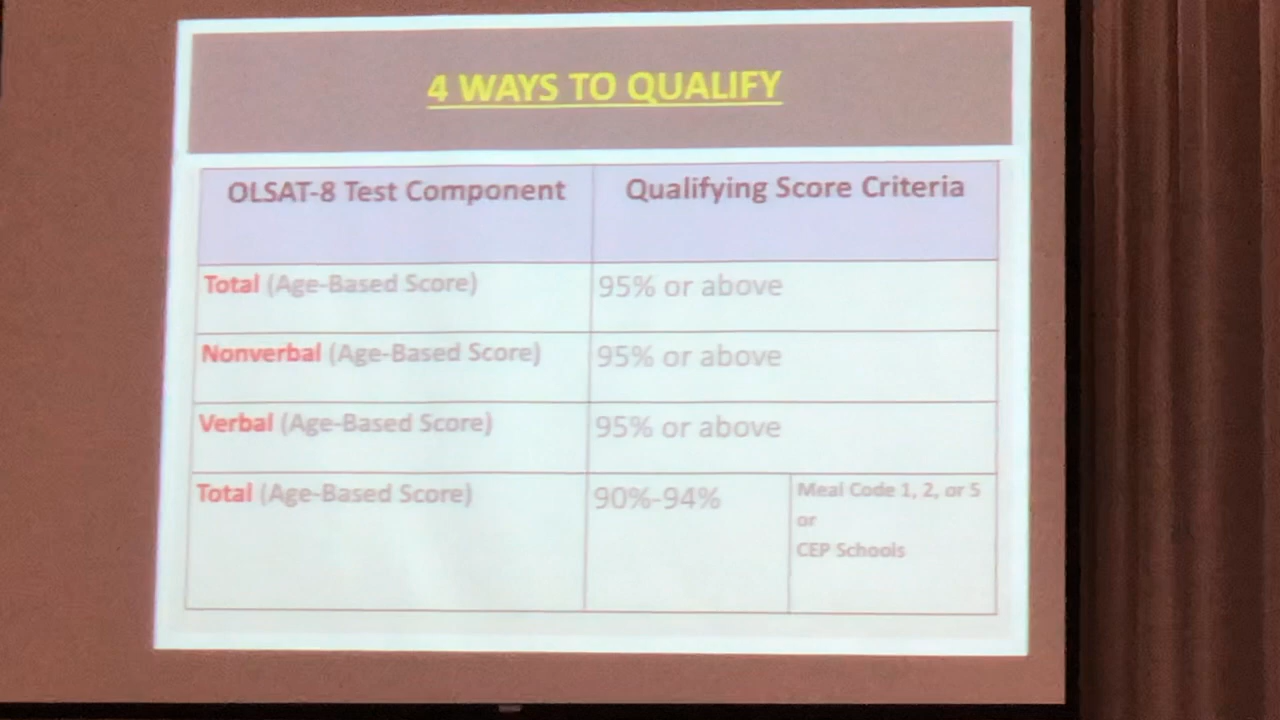 4 WAYS TO QUALIFY
OLSAT-8 Test Component Qualifying Score Criteria
Total (Age-Based Score) 95% or above
Nonverbal (Age-Based Score) 95% or above
Verbal (Age-Based Score) 95% or above
Total (Age-Based Score) 90%-94% Meal Code 1, 2, or 5
or
CEP Schools